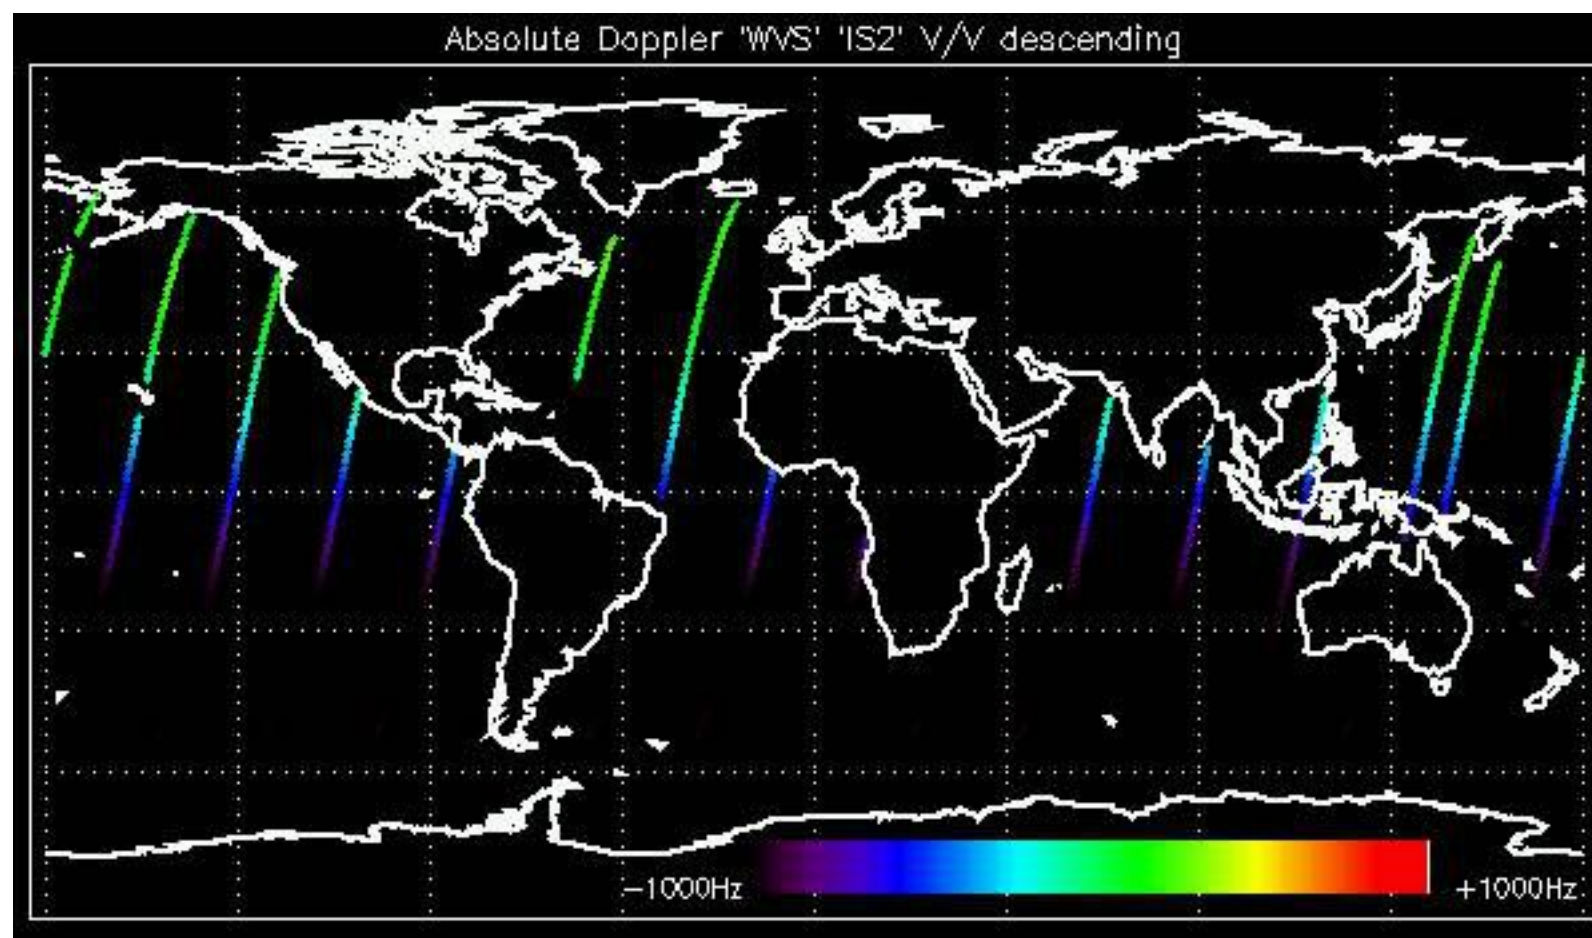 Absolute Doppler 'WVS' 'IS2' V/V descending
-1000Hz
+1000Hz